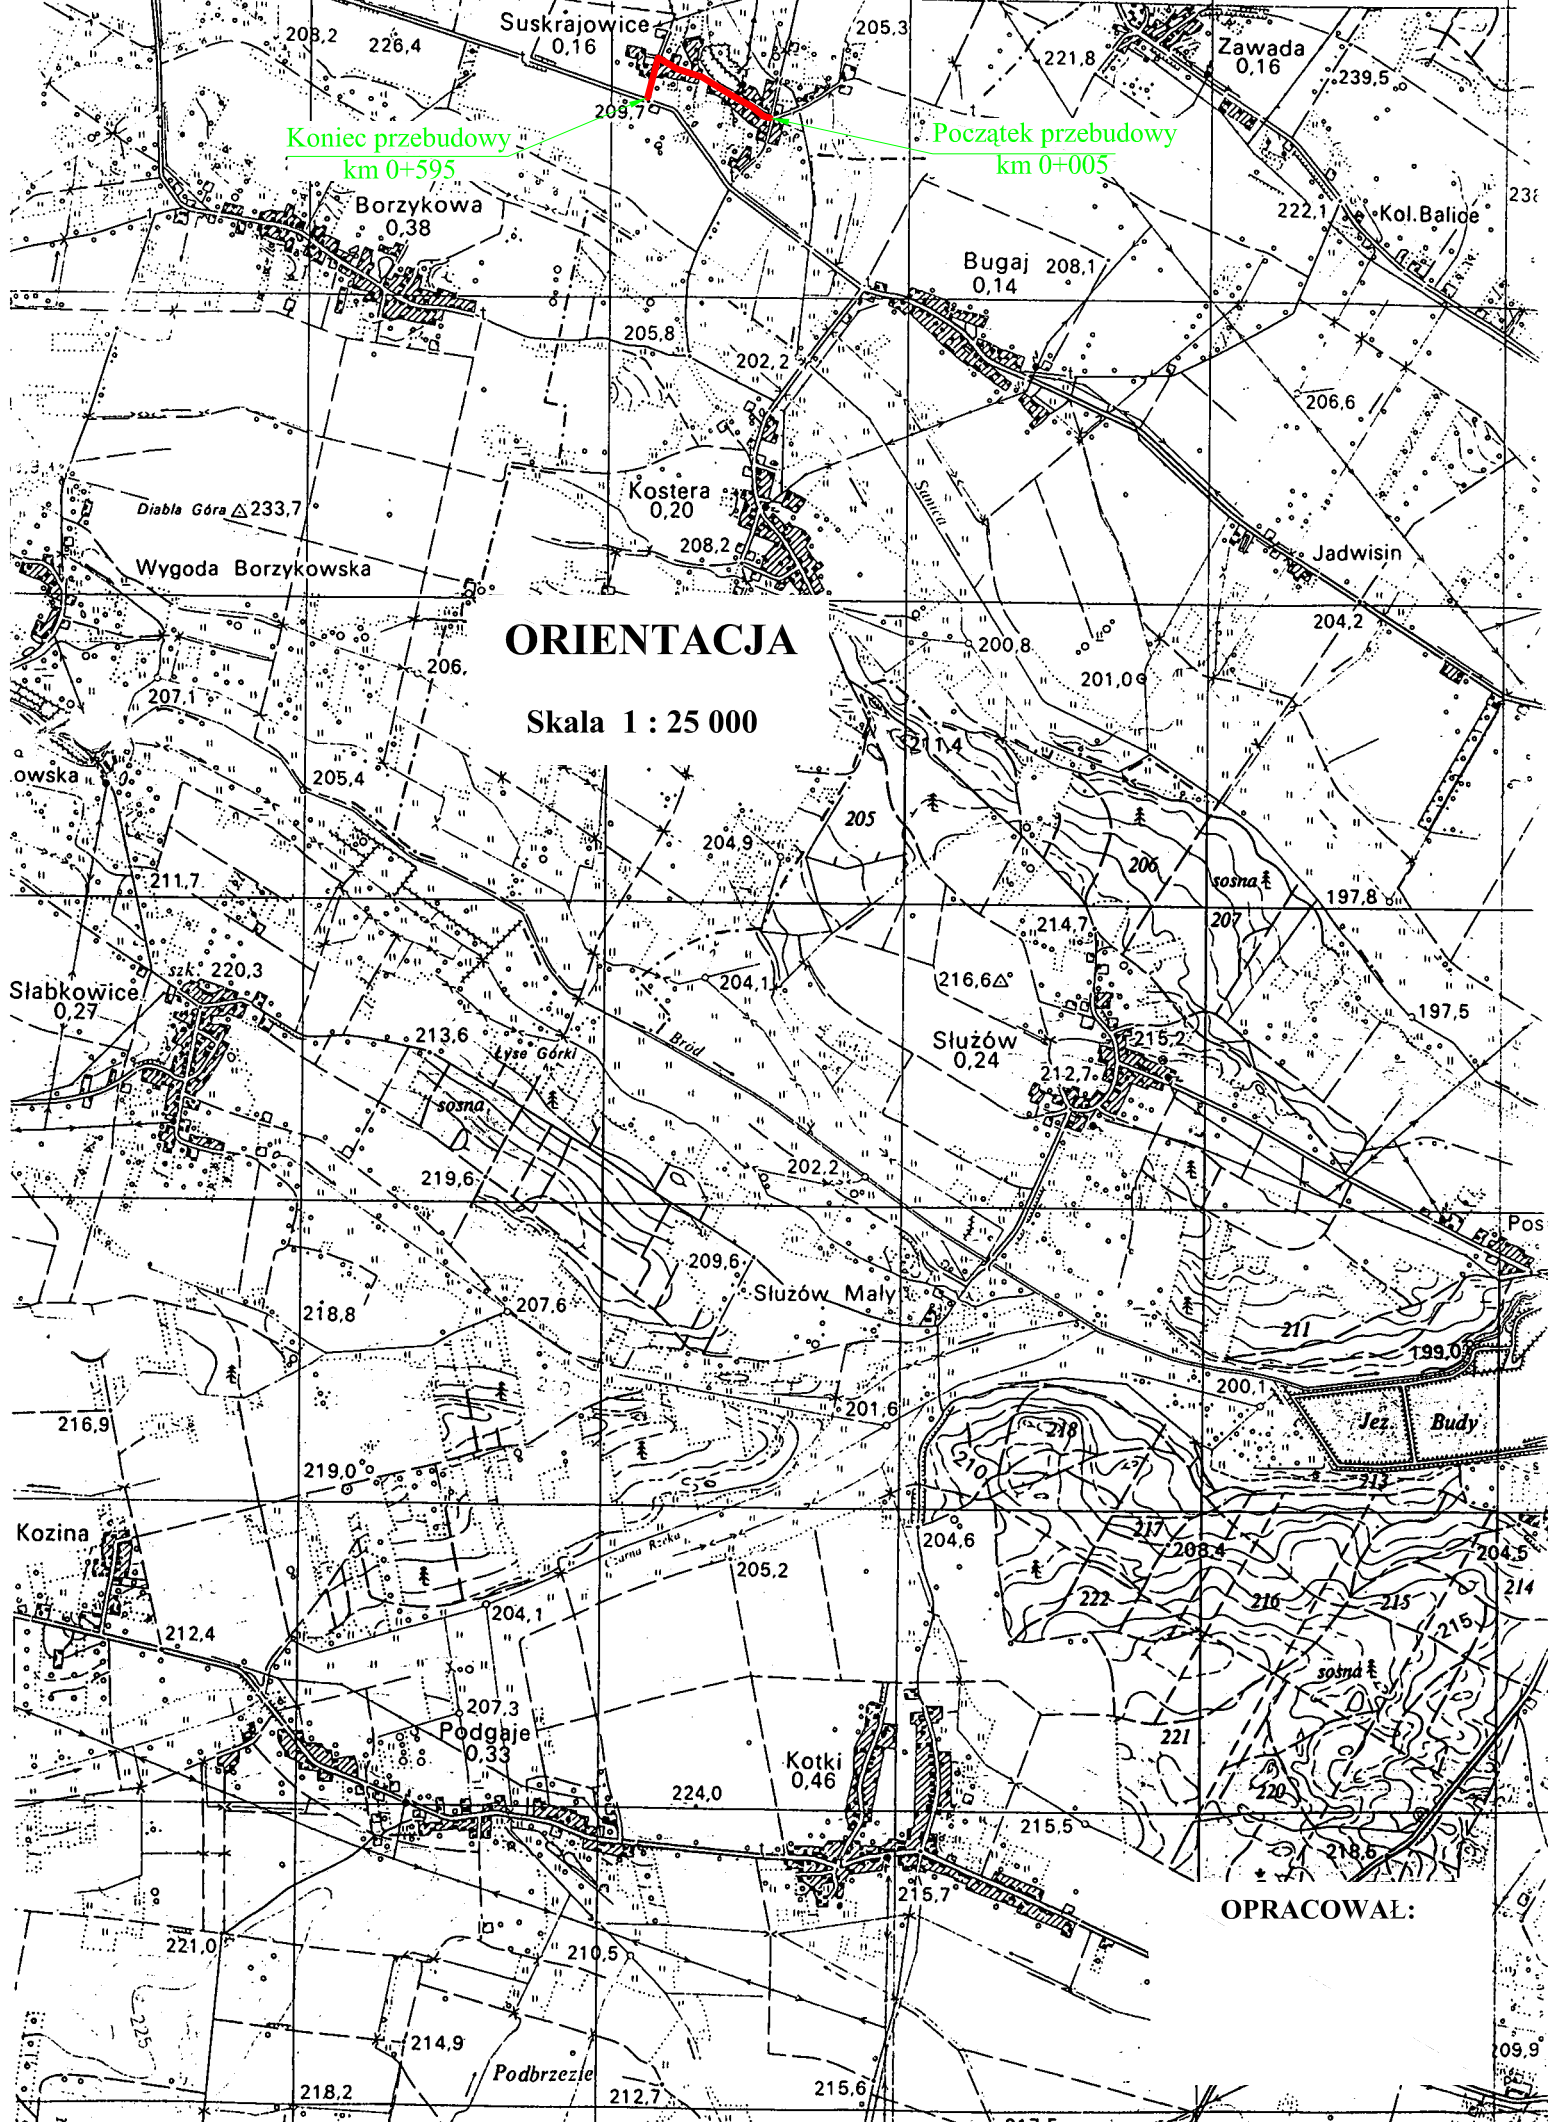 Suskrajowice
0,16
208,2
226,4
205,3
221,8
Zawada
0,16
239,5
209,7
Koniec przebudowy
km 0+595
Początek przebudowy
km 0+005
Borzykowa
0,38
222,1
Kol.Balice
Bugaj
0,14
208,1
205,8
202,2
206,6
Kostera
0,20
Sanica
Diabla Góra 233,7
208,2
Jadwisin
Wygoda Borzykowska
204,2
ORIENTACJA
200,8
206,
201,0
207,1
Skala 1 : 25 000
211,4
owska
205,4
205
204,9
206
sosna
211,7
197,8
207
214,7
szk. 220,3
204,1
216,6
Słabkowice
0,27
197,5
213,6
Łyse Górki
Bród
Służów
0,24
215,2
212,7
sosna
219,6
202,2
Pos
209,6
Służów Mały
218,8
207,6
211
199,0
200,1
216,9
201,6
Jez. Budy
218
219,0
210
213
Kozina
217
204,6
208,4
204,5
Czarna Rzeka
205,2
214
222
216
215
204,1
212,4
215
sosna
207,3
Podgaje
0,33
221
Kotki
0,46
220
224,0
215,5
218,6
215,7
OPRACOWAŁ:
221,0
210,5
225
214,9
209,9
Podbrzezie
218,2
212,7
215,6